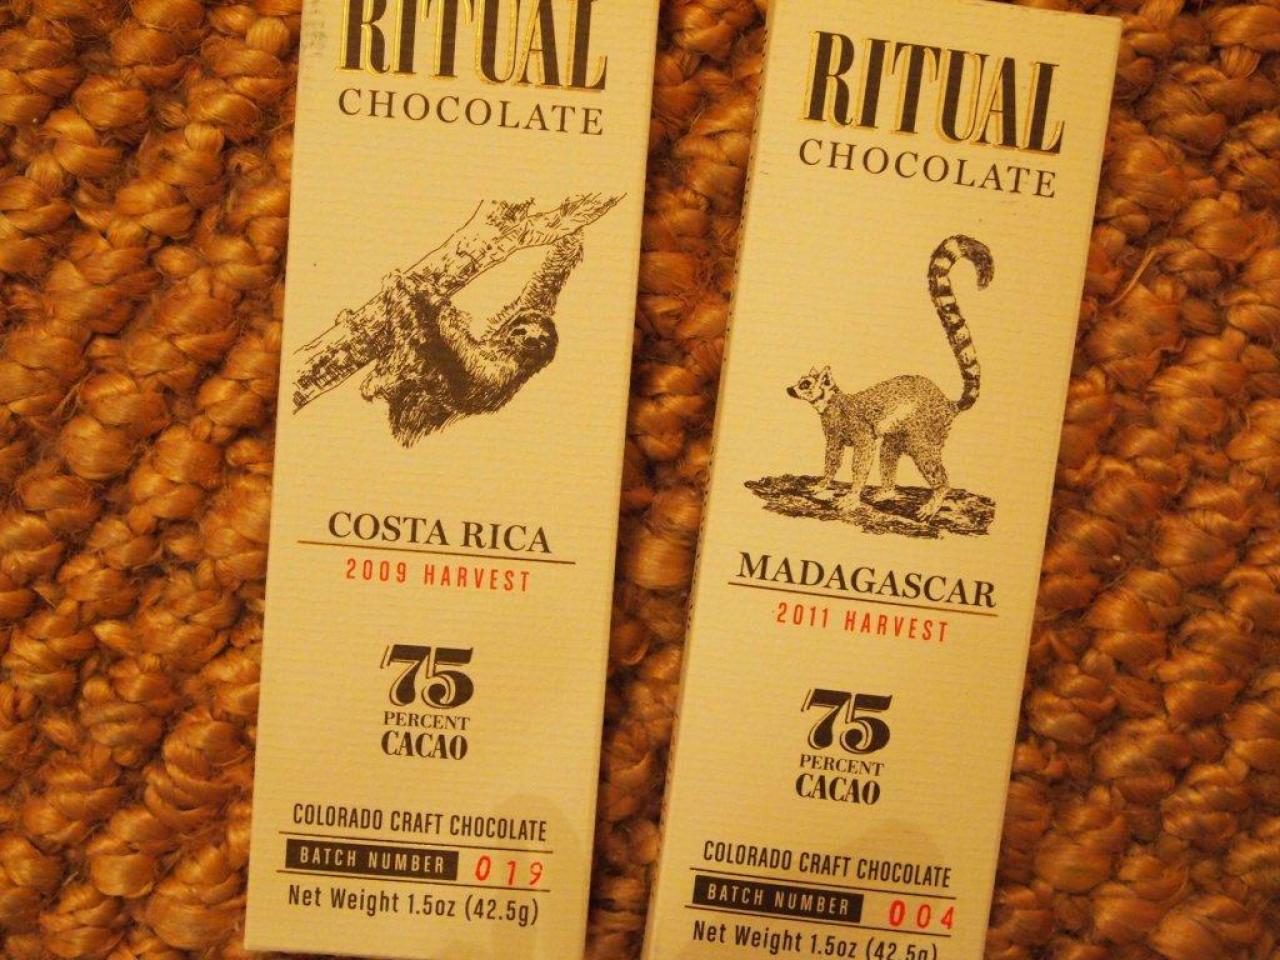 RITUAL
CHOCOLATE
COSTA RICA
2009 HARVEST
75
PERCENT
CACAO
COLORADO CRAFT CHOCOLATE
BATCH NUMBER 019
Net Weight 1.5oz (42.5g)
RITUAL
CHOCOLATE
MADAGASCAR
2011 HARVEST
75
PERCENT
CACAO
COLORADO CRAFT CHOCOLATE
BATCH NUMBER 004
Net Weight 1.5oz (42.5g)